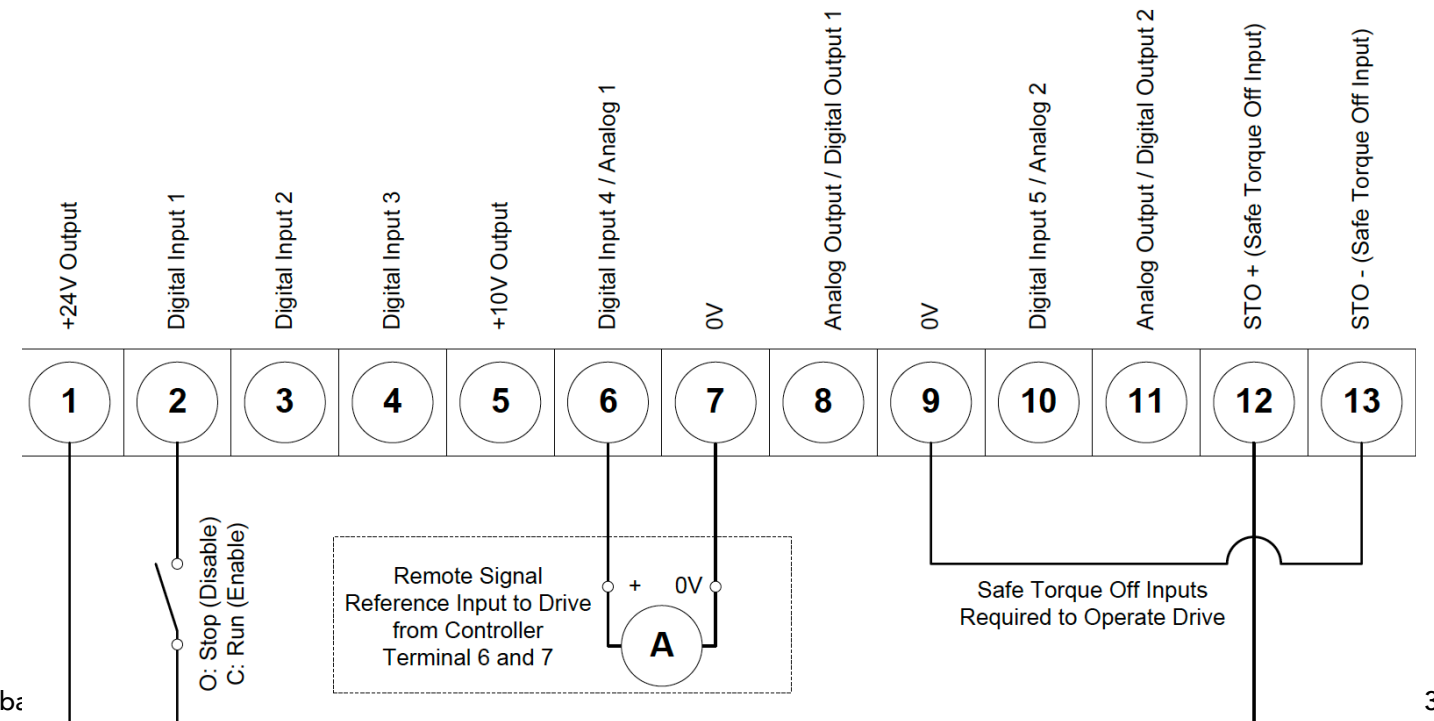 +24V Output
Digital Input 1
Digital Input 2
Digital Input 3
+10V Output
Digital Input 4 / Analog 1
0V
Analog Output / Digital Output 1
0V
Digital Input 5 / Analog 2
Analog Output / Digital Output 2
STO + (Safe Torque Off Input)
STO - (Safe Torque Off Input)
1 2 3 4 5 6 7 8 9 10 11 12 13
O: Stop (Disable)
C: Run (Enable)
Remote Signal
Reference Input to Drive
from Controller
Terminal 6 and 7
+ 0V
A
Safe Torque Off Inputs
Required to Operate Drive